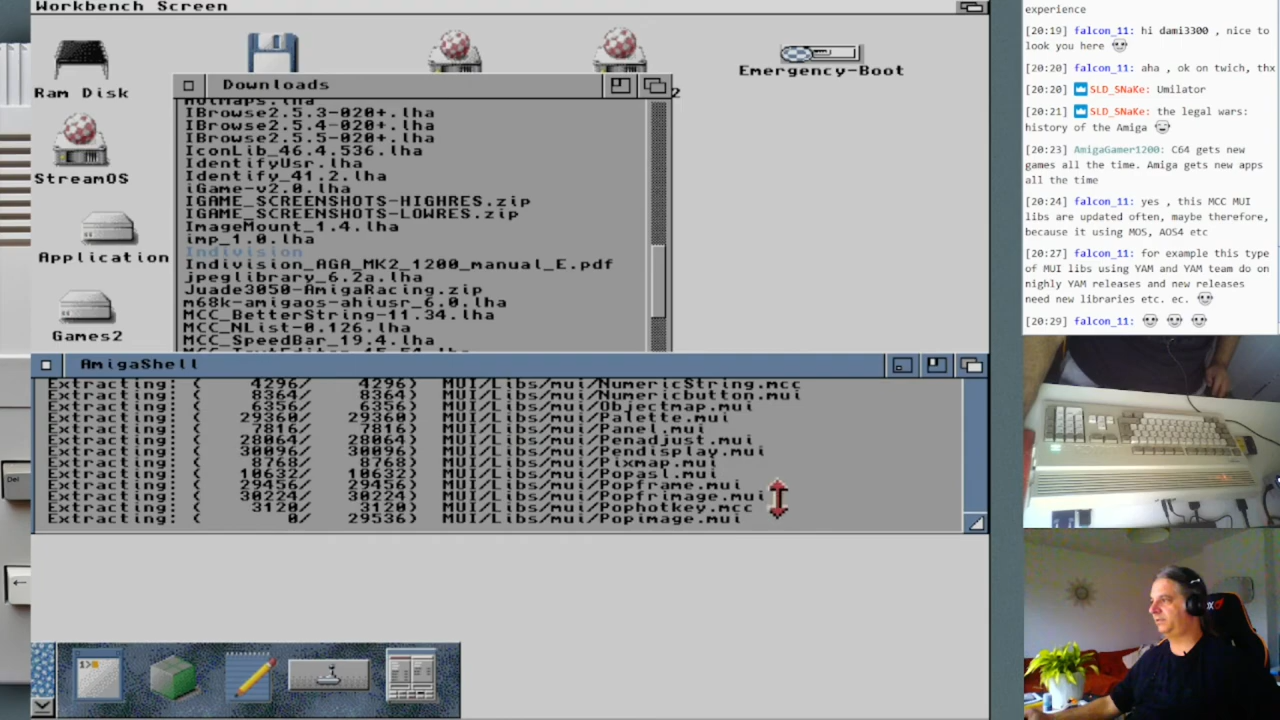 Workbench Screen
Ram Disk
StreamOS
Application
Games2
Emergency-Boot
2
Downloads
HotHaps.lha
IBrowse2.5.3-020+.lha
IBrowse2.5.4-020+.lha
IBrowse2.5.5-020+.lha
IconLib_46.4.536.lha
IdentifyUsr.lha
Identify_41.2.lha
iGame-v2.0.lha
IGAME_SCREENSHOTS-HIGHRES.zip
IGAME_SCREENSHOTS-LOWRES.zip
ImageMount_1.4.lha
imp_1.0.lha
Indivision
Indivision_AGA_MK2_1200_manual_E.pdf
jpeglibrary_6.2a.lha
Juade3050-AmigaRacing.zip
m68k-amigaos-ahiusr_6.0.lha
MCC_BetterString-11.34.lha
MCC_NList-0.126.lha
MCC_SpeedBar_19.4.lha
AmigaShell
Extracting: ( 4296/ 4296) MUI/Libs/mui/NumericString.mcc
Extracting: ( 8364/ 8364) MUI/Libs/mui/Numericbutton.mui
Extracting: ( 6356/ 6356) MUI/Libs/mui/Objectmap.mui
Extracting: ( 29360/ 29360) MUI/Libs/mui/Palette.mui
Extracting: ( 7816/ 7816) MUI/Libs/mui/Panel.mui
Extracting: ( 28064/ 28064) MUI/Libs/mui/Penadjust.mui
Extracting: ( 30096/ 30096) MUI/Libs/mui/Pendisplay.mui
Extracting: ( 8768/ 8768) MUI/Libs/mui/Pixmap.mui
Extracting: ( 10632/ 10632) MUI/Libs/mui/Popasl.mui
Extracting: ( 29456/ 29456) MUI/Libs/mui/Popframe.mui
Extracting: ( 30224/ 30224) MUI/Libs/mui/Popfrimage.mui
Extracting: ( 3120/ 3120) MUI/Libs/mui/Pophotkey.mcc
Extracting: ( 0/ 29536) MUI/Libs/mui/Popimage.mui
Del
1>
experience
[20:19] falcon_11: hi dami3300 , nice to
look you here
[20:20] falcon_11: aha , ok on twich, thx
[20:20] SLD_SNaKe: Umilator
[20:21] SLD_SNaKe: the legal wars:
history of the Amiga
[20:23] AmigaGamer1200: C64 gets new
games all the time. Amiga gets new apps
all the time
[20:24] falcon_11: yes , this MCC MUI
libs are updated often, maybe therefore,
because it using MOS, AOS4 etc
[20:27] falcon_11: for example this type
of MUI libs using YAM and YAM team do on
nighly YAM releases and new releases
need new libraries etc. ec.
[20:29] falcon_11: